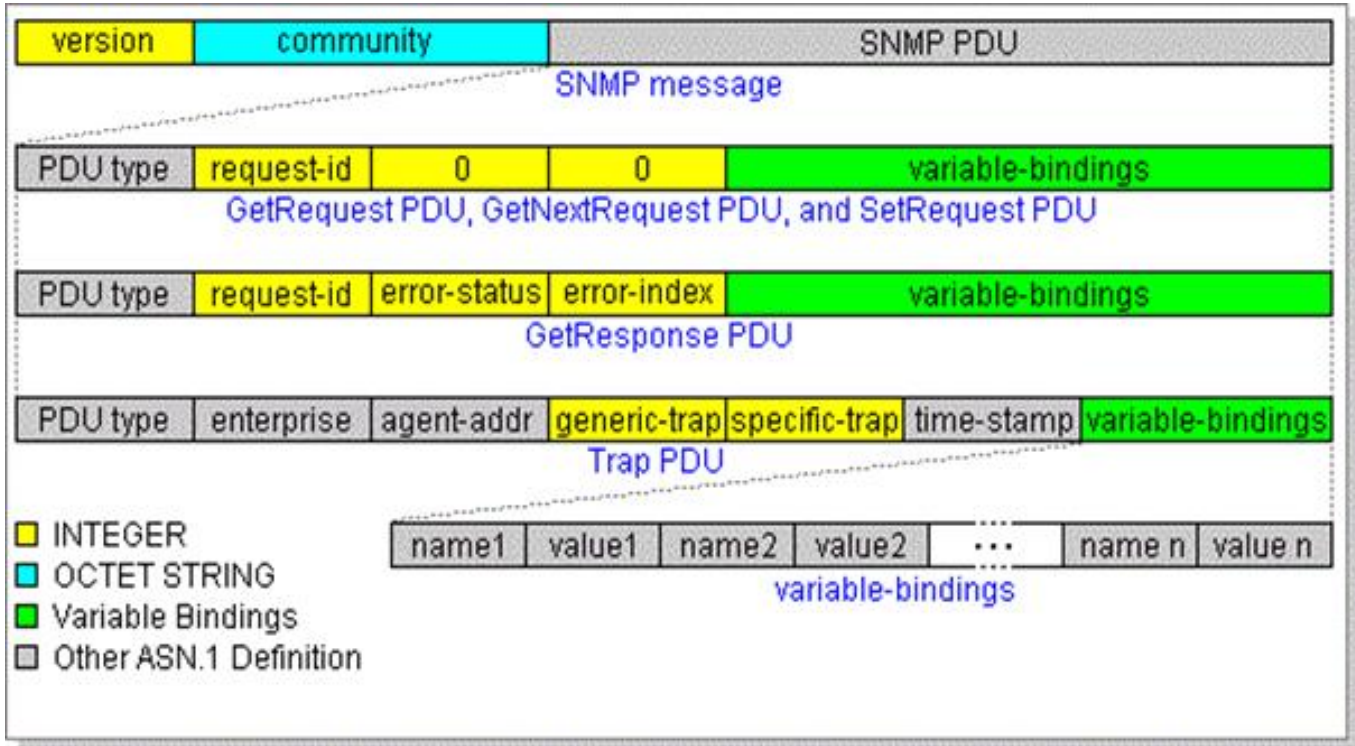 version community SNMP PDU
SNMP message
PDU type request-id 0 0 variable-bindings
GetRequest PDU, GetNextRequest PDU, and SetRequest PDU
PDU type request-id error-status error-index variable-bindings
GetResponse PDU
PDU type enterprise agent-addr generic-trap specific-trap time-stamp variable-bindings
Trap PDU
name1 value1 name2 value2 ... name n value n
variable-bindings
INTEGER
OCTET STRING
Variable Bindings
Other ASN.1 Definition